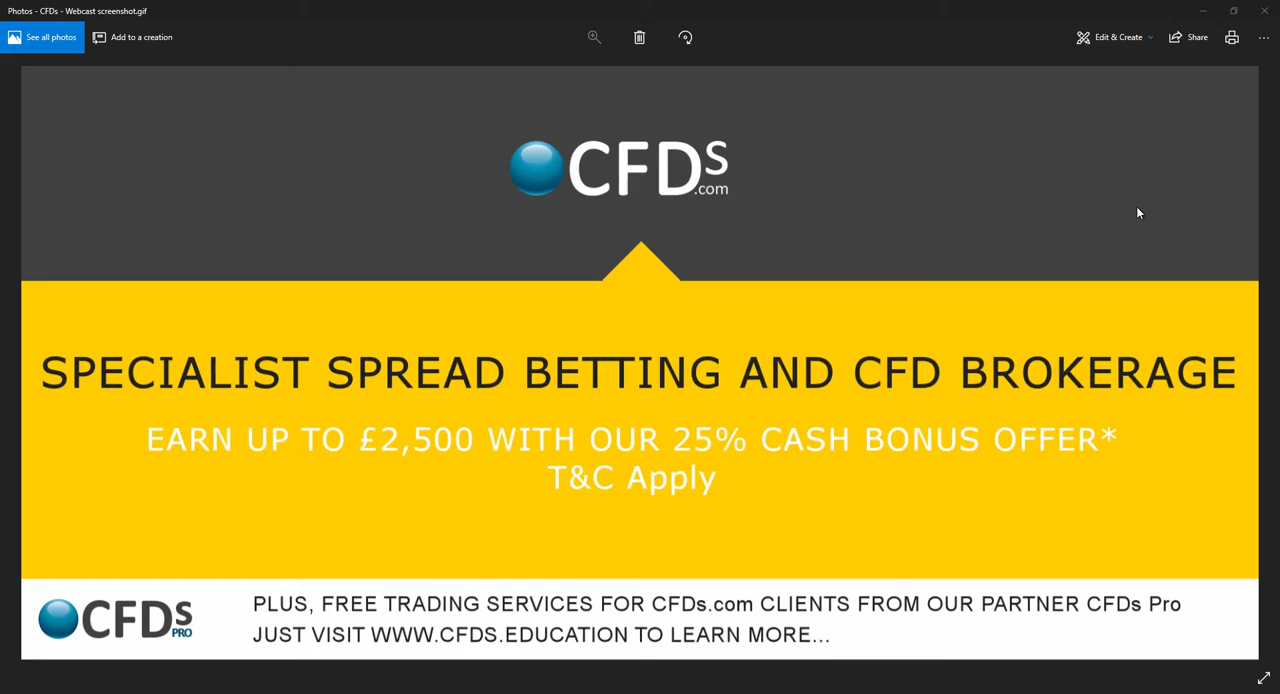 Photos - CFDs - Webcast screenshot.gif
See all photos
Add to a creation
Edit & Create
Share
CFDs
.com
SPECIALIST SPREAD BETTING AND CFD BROKERAGE
EARN UP TO £2,500 WITH OUR 25% CASH BONUS OFFER*
T&C Apply
CFDs
PRO
PLUS, FREE TRADING SERVICES FOR CFDs.com CLIENTS FROM OUR PARTNER CFDs Pro
JUST VISIT WWW.CFDS.EDUCATION TO LEARN MORE...